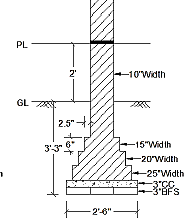 PL
2'
10"Width
GL
2.5"
3'-3"
6"
15"Width
20"Width
25"Width
3"CC
3"BFS
2'-6"